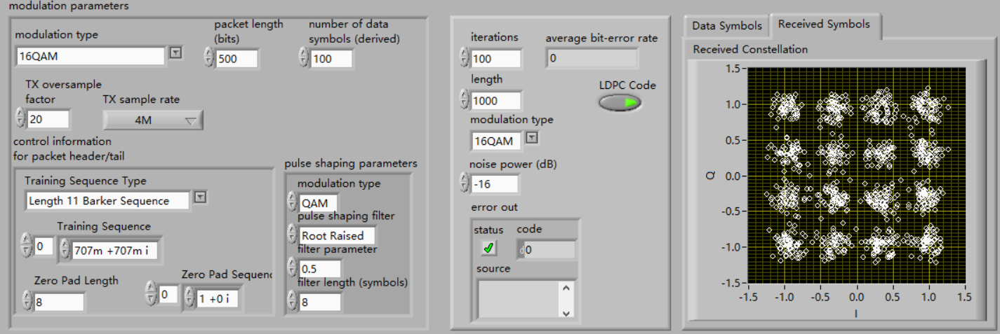 modulation parameters
modulation type
16QAM
packet length
(bits)
500
number of data
symbols (derived)
100
TX oversample
factor
20
TX sample rate
4M
control information
for packet header/tail
Training Sequence Type
Length 11 Barker Sequence
Training Sequence
0
707m +707m i
Zero Pad Length
8
Zero Pad Sequenc
0
1 +0 i
pulse shaping parameters
modulation type
QAM
pulse shaping filter
Root Raised
filter parameter
0.5
filter length (symbols)
8
iterations
100
average bit-error rate
0
length
1000
LDPC Code
modulation type
16QAM
noise power (dB)
-16
error out
status
code
d0
source
Data Symbols
Received Symbols
Received Constellation
1.5
1.0
0.5
0.0
-0.5
-1.0
-1.5
Q
-1.5 -1.0 -0.5 0.0 0.5 1.0 1.5
I